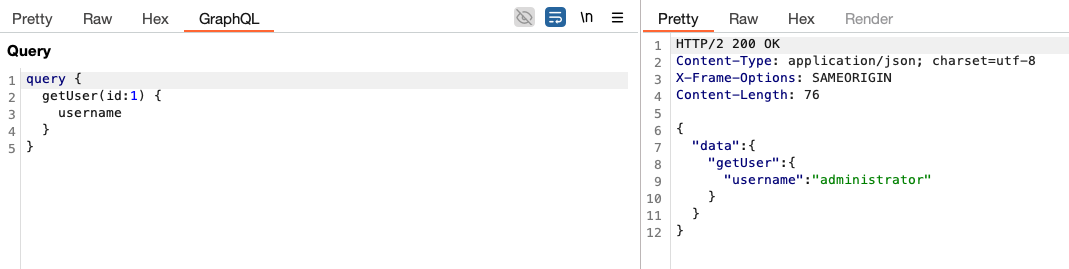 Pretty Raw Hex GraphQL \n
Query
1 query {
2   getUser(id:1) {
3     username
4   }
5 }
Pretty Raw Hex Render
1 HTTP/2 200 OK
2 Content-Type: application/json; charset=utf-8
3 X-Frame-Options: SAMEORIGIN
4 Content-Length: 76
5
6 {
7   "data":{
8     "getUser":{
9       "username":"administrator"
10     }
11   }
12 }